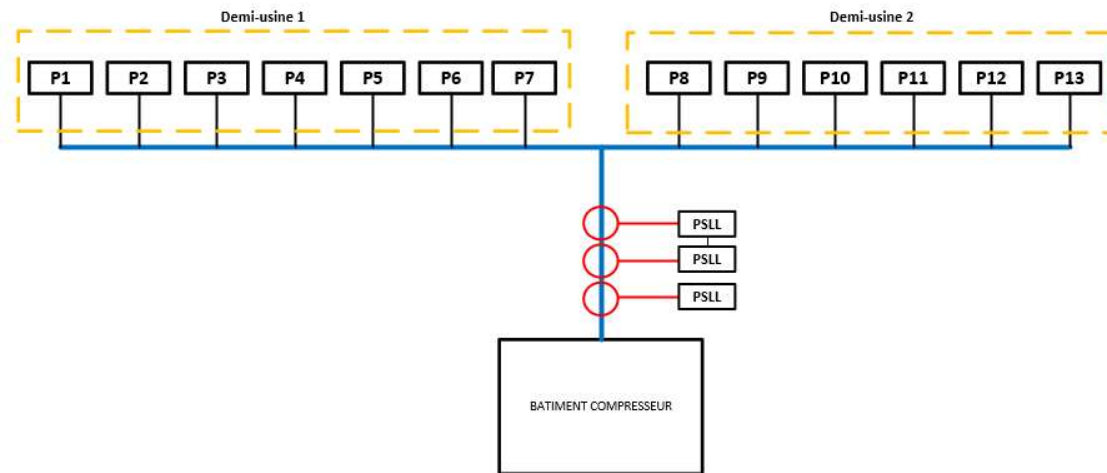 Demi-usine 1
Demi-usine 2
P1 P2 P3 P4 P5 P6 P7 P8 P9 P10 P11 P12 P13
PSLL
PSLL
PSLL
BATIMENT COMPRESSEUR